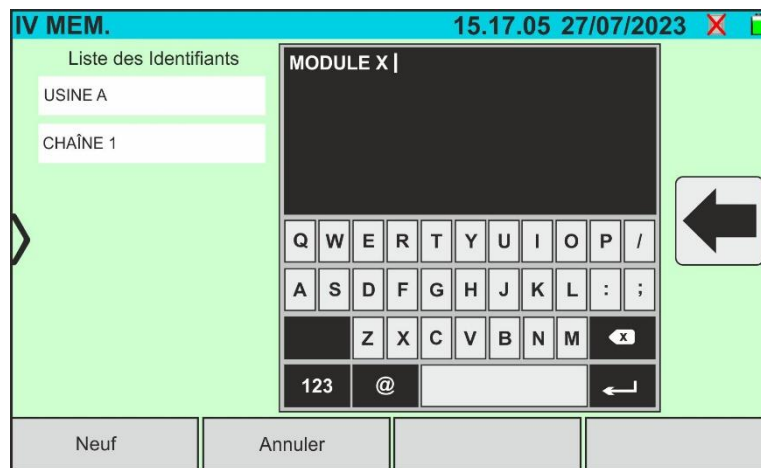 IV MEM. 15.17.05 27/07/2023
Liste des Identifiants
USINE A
CHAÎNE 1
MODULE X
Q W E R T Y U I O P /
A S D F G H J K L : ;
Z X C V B N M x
123 @
Neuf Annuler